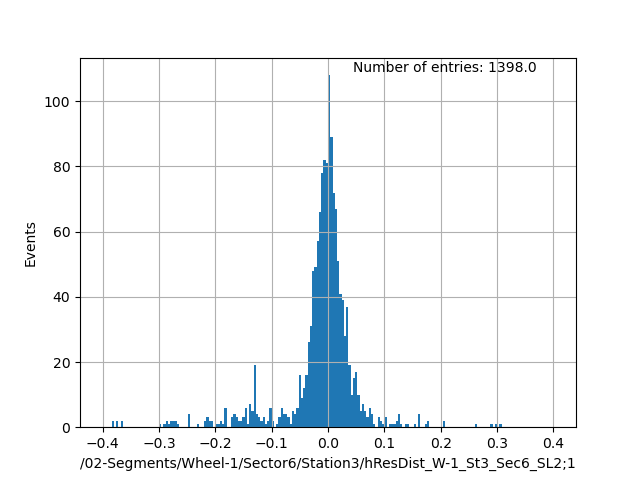 Number of entries: 1398.0
Events
100
80
60
40
20
0
−0.4 −0.3 −0.2 −0.1 0.0 0.1 0.2 0.3 0.4
/02-Segments/Wheel-1/Sector6/Station3/hResDist_W-1_St3_Sec6_SL2;1